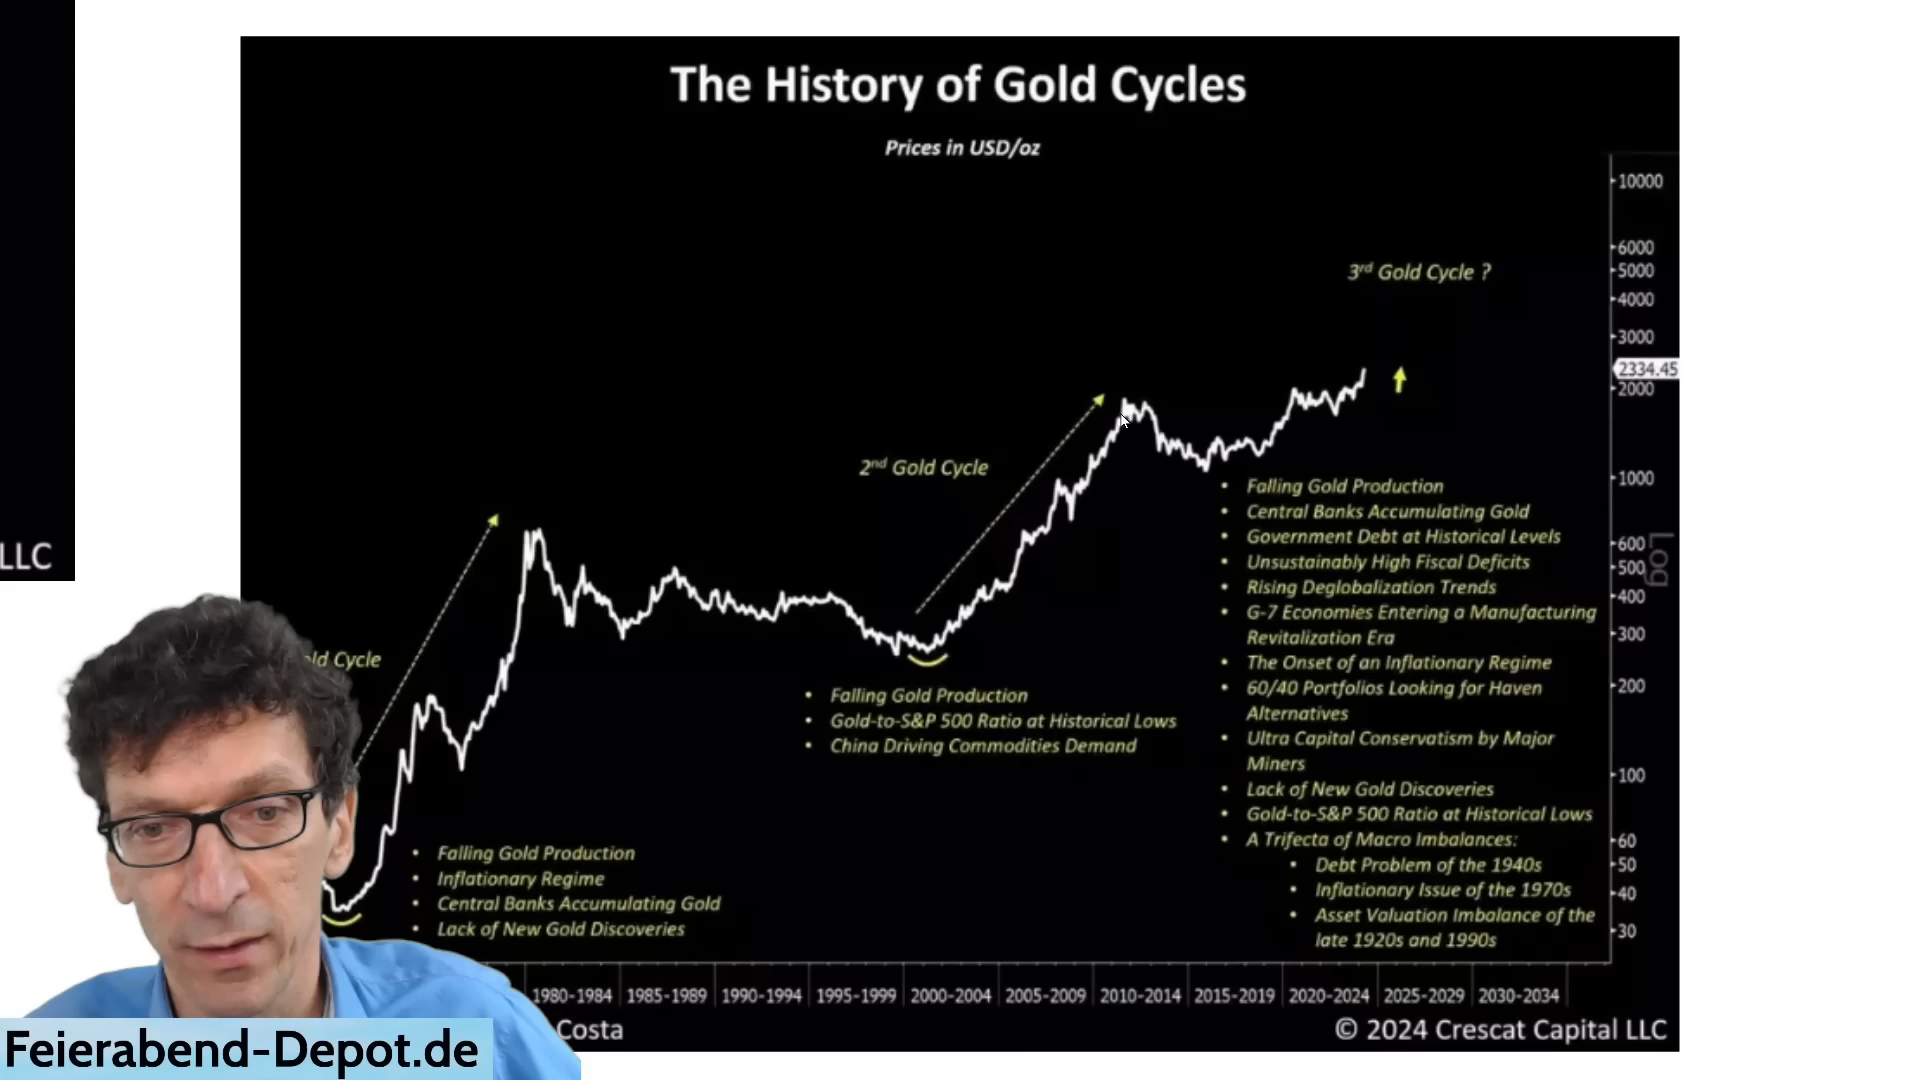 LLC
The History of Gold Cycles
Prices in USD/oz
3rd Gold Cycle ?
2nd Gold Cycle
Cycle
10000
6000
5000
4000
3000
2334.45
2000
1000
600
500
400
300
200
100
60
50
40
30
Log
• Falling Gold Production
• Inflationary Regime
• Central Banks Accumulating Gold
• Lack of New Gold Discoveries
• Falling Gold Production
• Gold-to-S&P 500 Ratio at Historical Lows
• China Driving Commodities Demand
• Falling Gold Production
• Central Banks Accumulating Gold
• Government Debt at Historical Levels
• Unsustainably High Fiscal Deficits
• Rising Deglobalization Trends
• G-7 Economies Entering a Manufacturing
Revitalization Era
• The Onset of an Inflationary Regime
• 60/40 Portfolios Looking for Haven
Alternatives
• Ultra Capital Conservatism by Major
Miners
• Lack of New Gold Discoveries
• Gold-to-S&P 500 Ratio at Historical Lows
• A Trifecta of Macro Imbalances:
• Debt Problem of the 1940s
• Inflationary Issue of the 1970s
• Asset Valuation Imbalance of the
late 1920s and 1990s
1980-1984 1985-1989 1990-1994 1995-1999 2000-2004 2005-2009 2010-2014 2015-2019 2020-2024 2025-2029 2030-2034
Costa
© 2024 Crescat Capital LLC
Feierabend-Depot.de